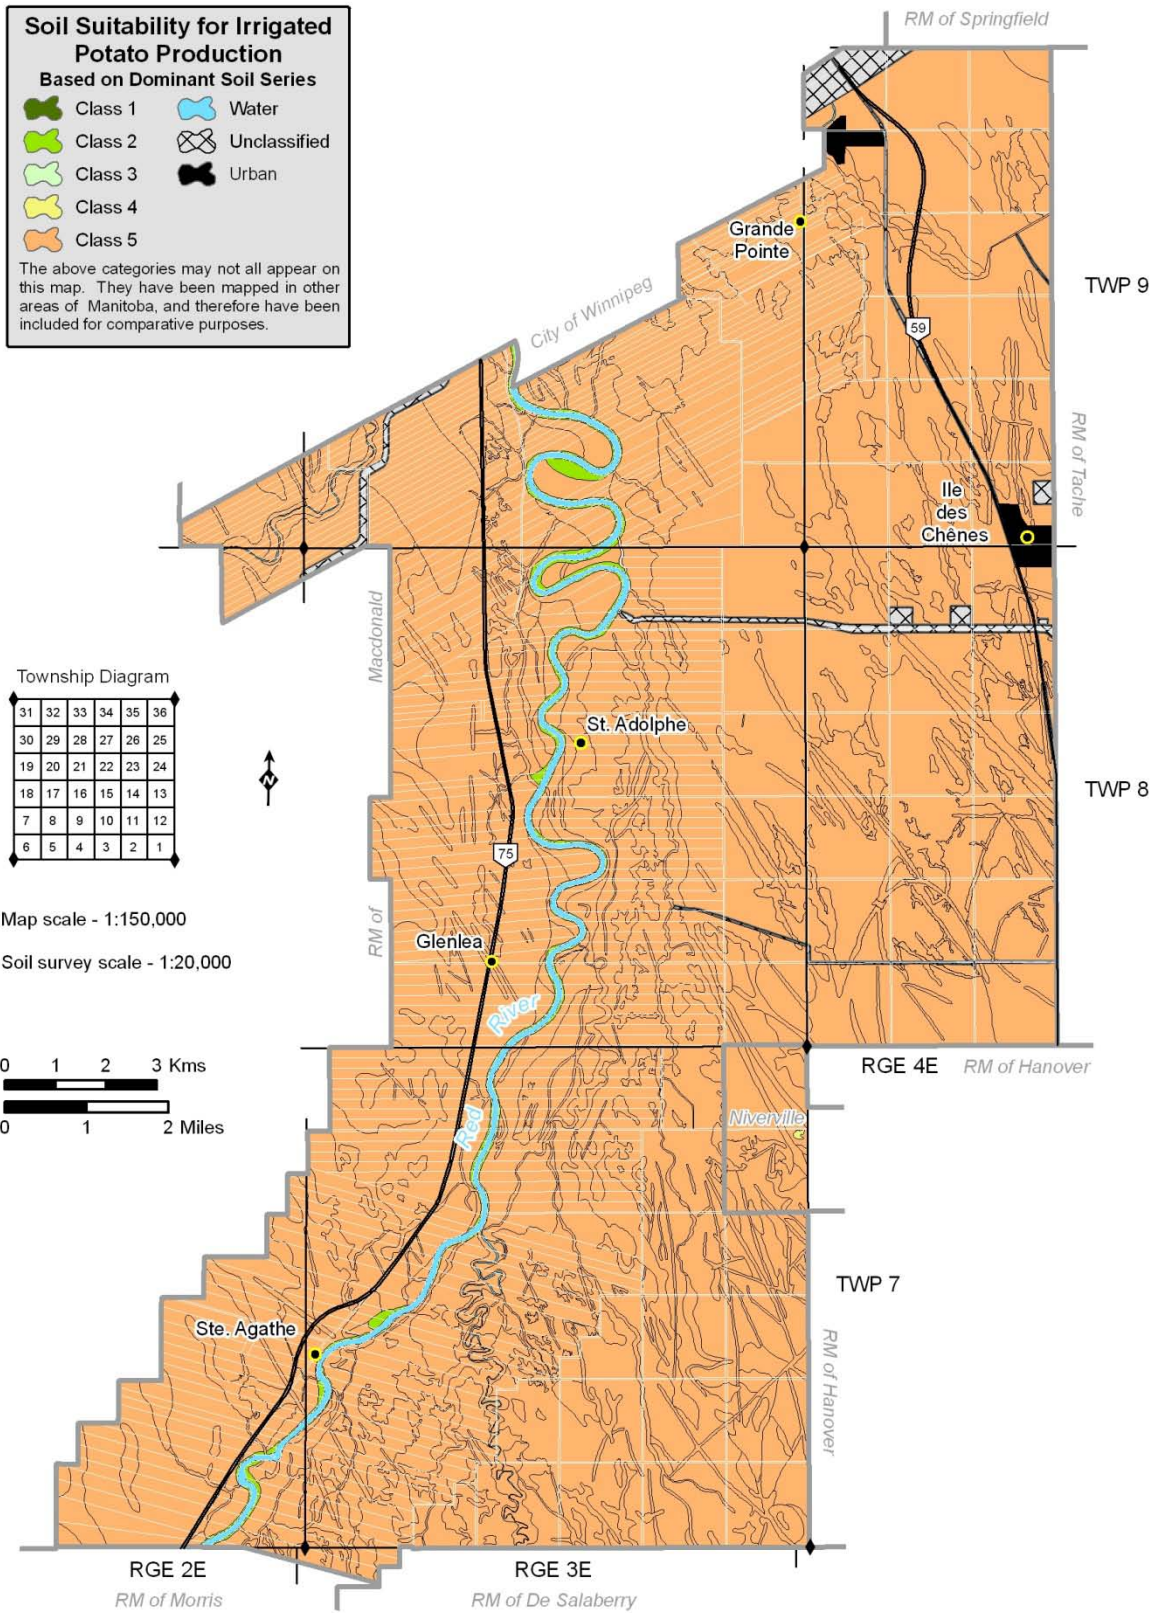 Soil Suitability for Irrigated
Potato Production
Based on Dominant Soil Series
Class 1
Water
Class 2
Unclassified
Class 3
Urban
Class 4
Class 5
The above categories may not all appear on
this map. They have been mapped in other
areas of Manitoba, and therefore have been
included for comparative purposes.
RM of Springfield
Grande
Pointe
TWP 9
City of Winnipeg
59
RM of Tache
Ile
des
Chênes
Macdonald
RM of
Township Diagram
31 32 33 34 35 36
30 29 28 27 26 25
19 20 21 22 23 24
18 17 16 15 14 13
7 8 9 10 11 12
6 5 4 3 2 1
N
St. Adolphe
TWP 8
75
Map scale - 1:150,000
Glenlea
Soil survey scale - 1:20,000
River
Red
0 1 2 3 Kms
0 1 2 Miles
RGE 4E
RM of Hanover
Niverville
TWP 7
Ste. Agathe
RM of Hanover
RGE 2E
RGE 3E
RM of Morris
RM of De Salaberry